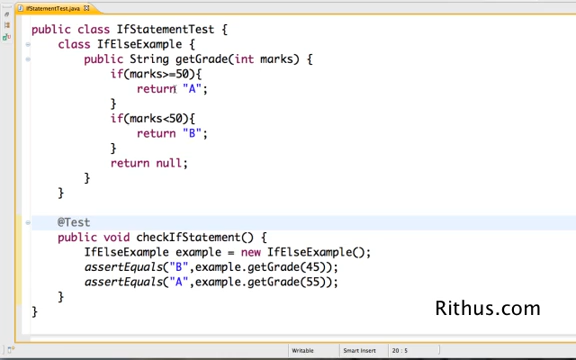 IfStatementTest.java
public class IfStatementTest {
class IfElseExample {
public String getGrade(int marks) {
if(marks>=50){
return "A";
}
if(marks<50){
return "B";
}
return null;
}
}
@Test
public void checkIfStatement() {
IfElseExample example = new IfElseExample();
assertEquals("B",example.getGrade(45));
assertEquals("A",example.getGrade(55));
}
}
Rithus.com
Writable Smart Insert 20 : 5